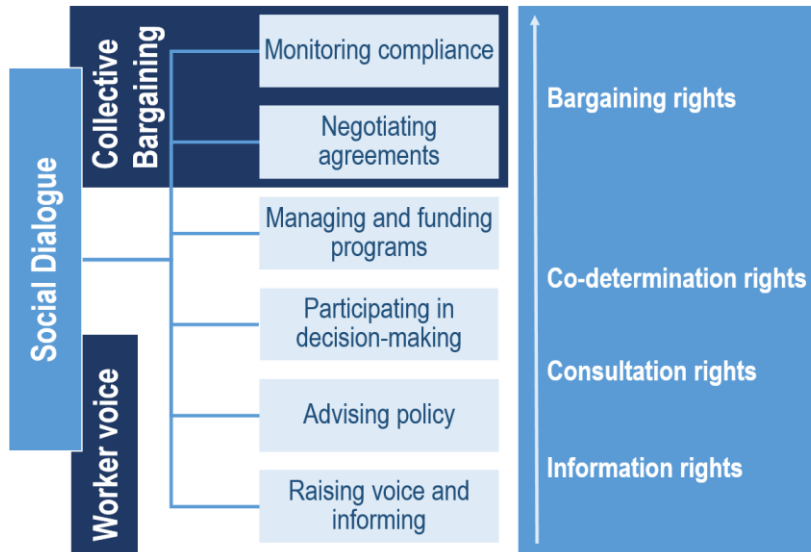 Social Dialogue
Collective
Bargaining
Worker voice
Monitoring compliance
Negotiating
agreements
Managing and funding
programs
Participating in
decision-making
Advising policy
Raising voice and
informing
Bargaining rights
Co-determination rights
Consultation rights
Information rights